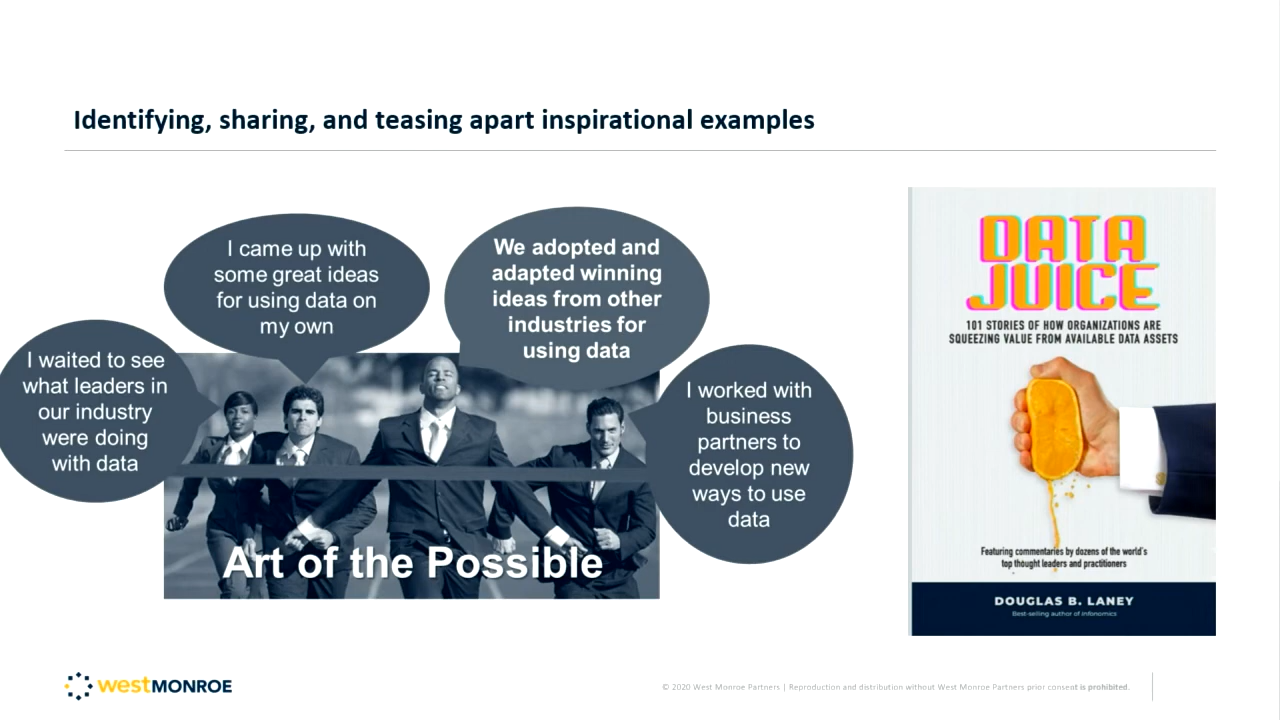 Identifying, sharing, and teasing apart inspirational examples
I waited to see
what leaders in
our industry
were doing
with data
I came up with
some great ideas
for using data on
my own
We adopted and
adapted winning
ideas from other
industries for
using data
I worked with
business
partners to
develop new
ways to use
data
Art of the Possible
DATA
JUICE
101 STORIES OF HOW ORGANIZATIONS ARE
SQUEEZING VALUE FROM AVAILABLE DATA ASSETS
Featuring commentaries by dozens of the world's
top thought leaders and practitioners
DOUGLAS B. LANEY
Best-selling author of Infonomics
westMONROE
© 2020 West Monroe Partners | Reproduction and distribution without West Monroe Partners prior consent is prohibited.